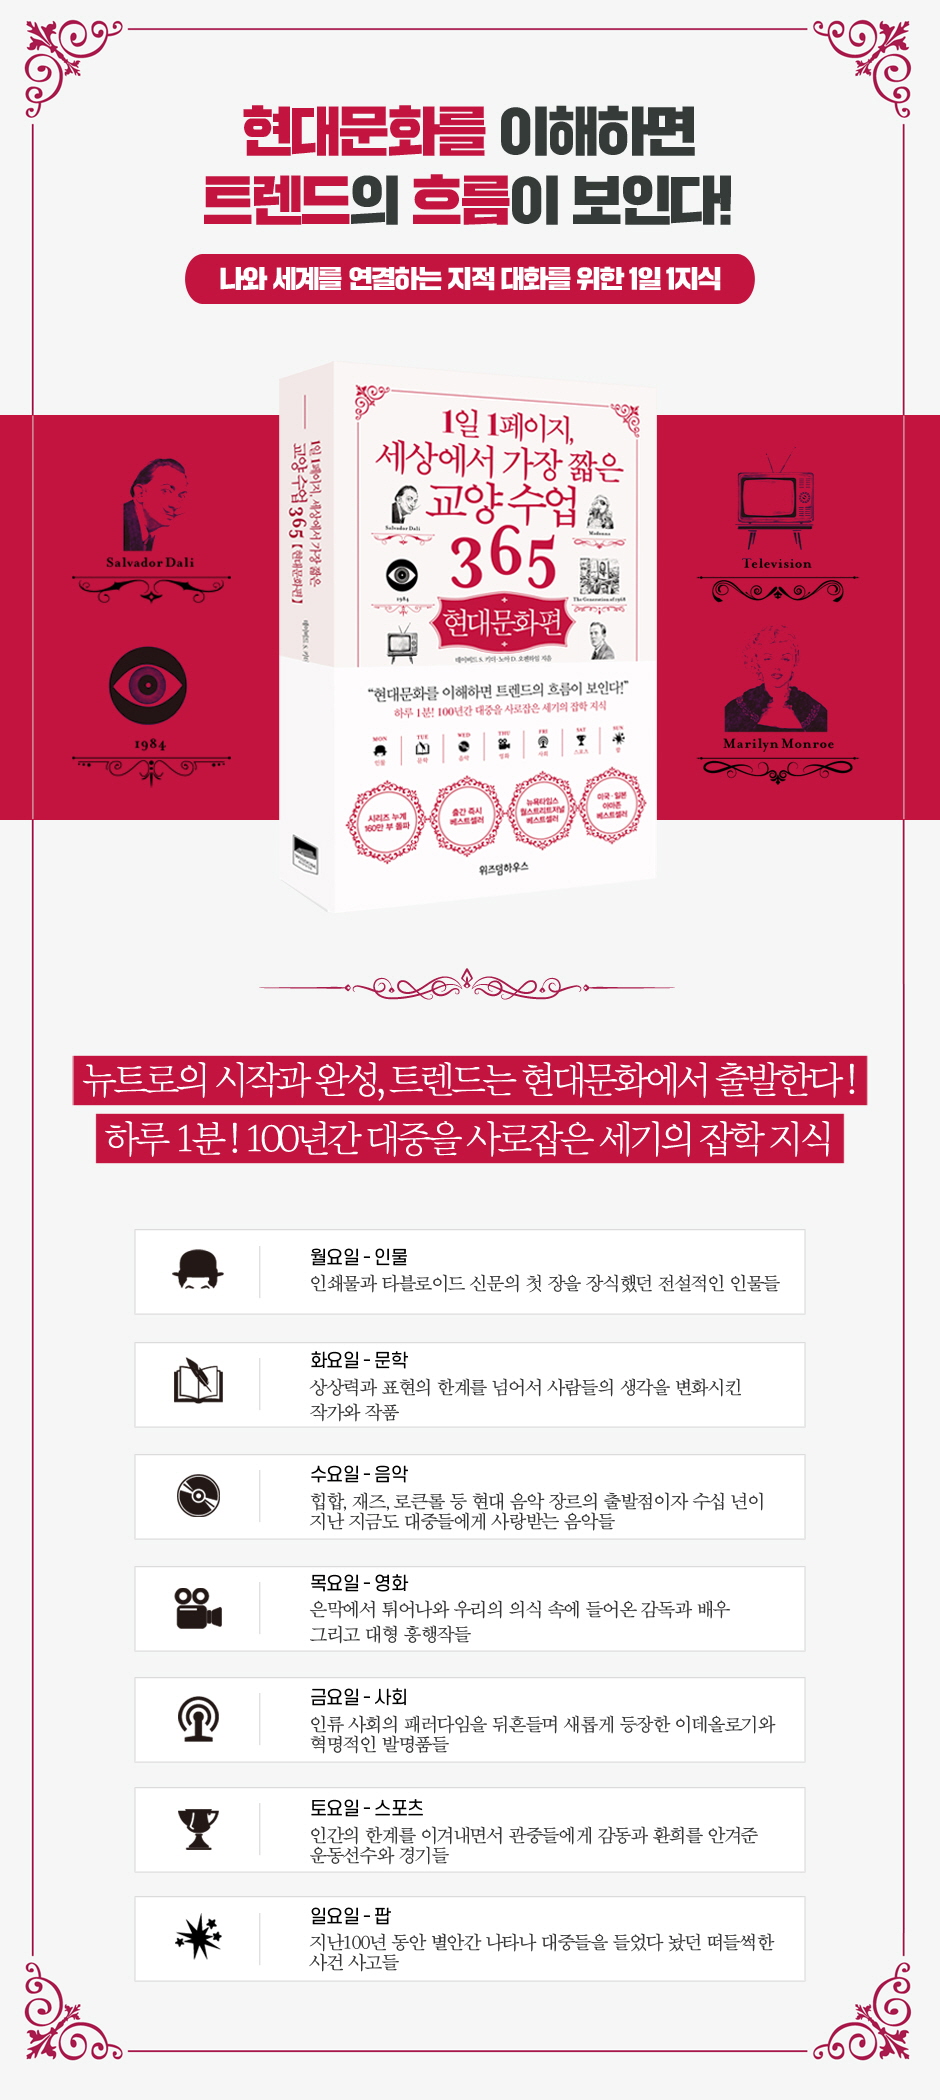 현대문화를 이해하면
트렌드의 흐름이 보인다!
나와 세계를 연결하는 지적 대화를 위한 1일 1지식
Salvador Dali
1984
Television
Marilyn Monroe
1일 1페이지, 세상에서 가장 짧은
교양 수업 365 【현대문화편】
1일 1페이지,
세상에서 가장 짧은
교양 수업
365
Salvador Dali
Madonna
1984
The Generation of 1968
현대문화편
데이비드 S. 키더·노아 D. 오펜하임 지음
“현대문화를 이해하면 트렌드의 흐름이 보인다!”
하루 1분! 100년간 대중을 사로잡은 세기의 잡학 지식
MON TUE WED THU FRI SAT SUN
인물 문학 음악 영화 사회 스포츠 팝
시리즈 누계
160만 부 돌파
출간 즉시
베스트셀러
뉴욕타임스
월스트리트저널
베스트셀러
미국·일본
아마존
베스트셀러
위즈덤하우스
뉴트로의 시작과 완성, 트렌드는 현대문화에서 출발한다!
하루 1분! 100년간 대중을 사로잡은 세기의 잡학 지식
월요일 - 인물
인쇄물과 타블로이드 신문의 첫 장을 장식했던 전설적인 인물들
화요일 - 문학
상상력과 표현의 한계를 넘어서 사람들의 생각을 변화시킨
작가와 작품
수요일 - 음악
힙합, 재즈, 로큰롤 등 현대 음악 장르의 출발점이자 수십 년이
지난 지금도 대중들에게 사랑받는 음악들
목요일 - 영화
은막에서 튀어나와 우리의 의식 속에 들어온 감독과 배우
그리고 대형 흥행작들
금요일 - 사회
인류 사회의 패러다임을 뒤흔들며 새롭게 등장한 이데올로기와
혁명적인 발명품들
토요일 - 스포츠
인간의 한계를 이겨내면서 관중들에게 감동과 환희를 안겨준
운동선수와 경기들
일요일 - 팝
지난100년 동안 별안간 나타나 대중들을 들었다 놨던 떠들썩한
사건 사고들